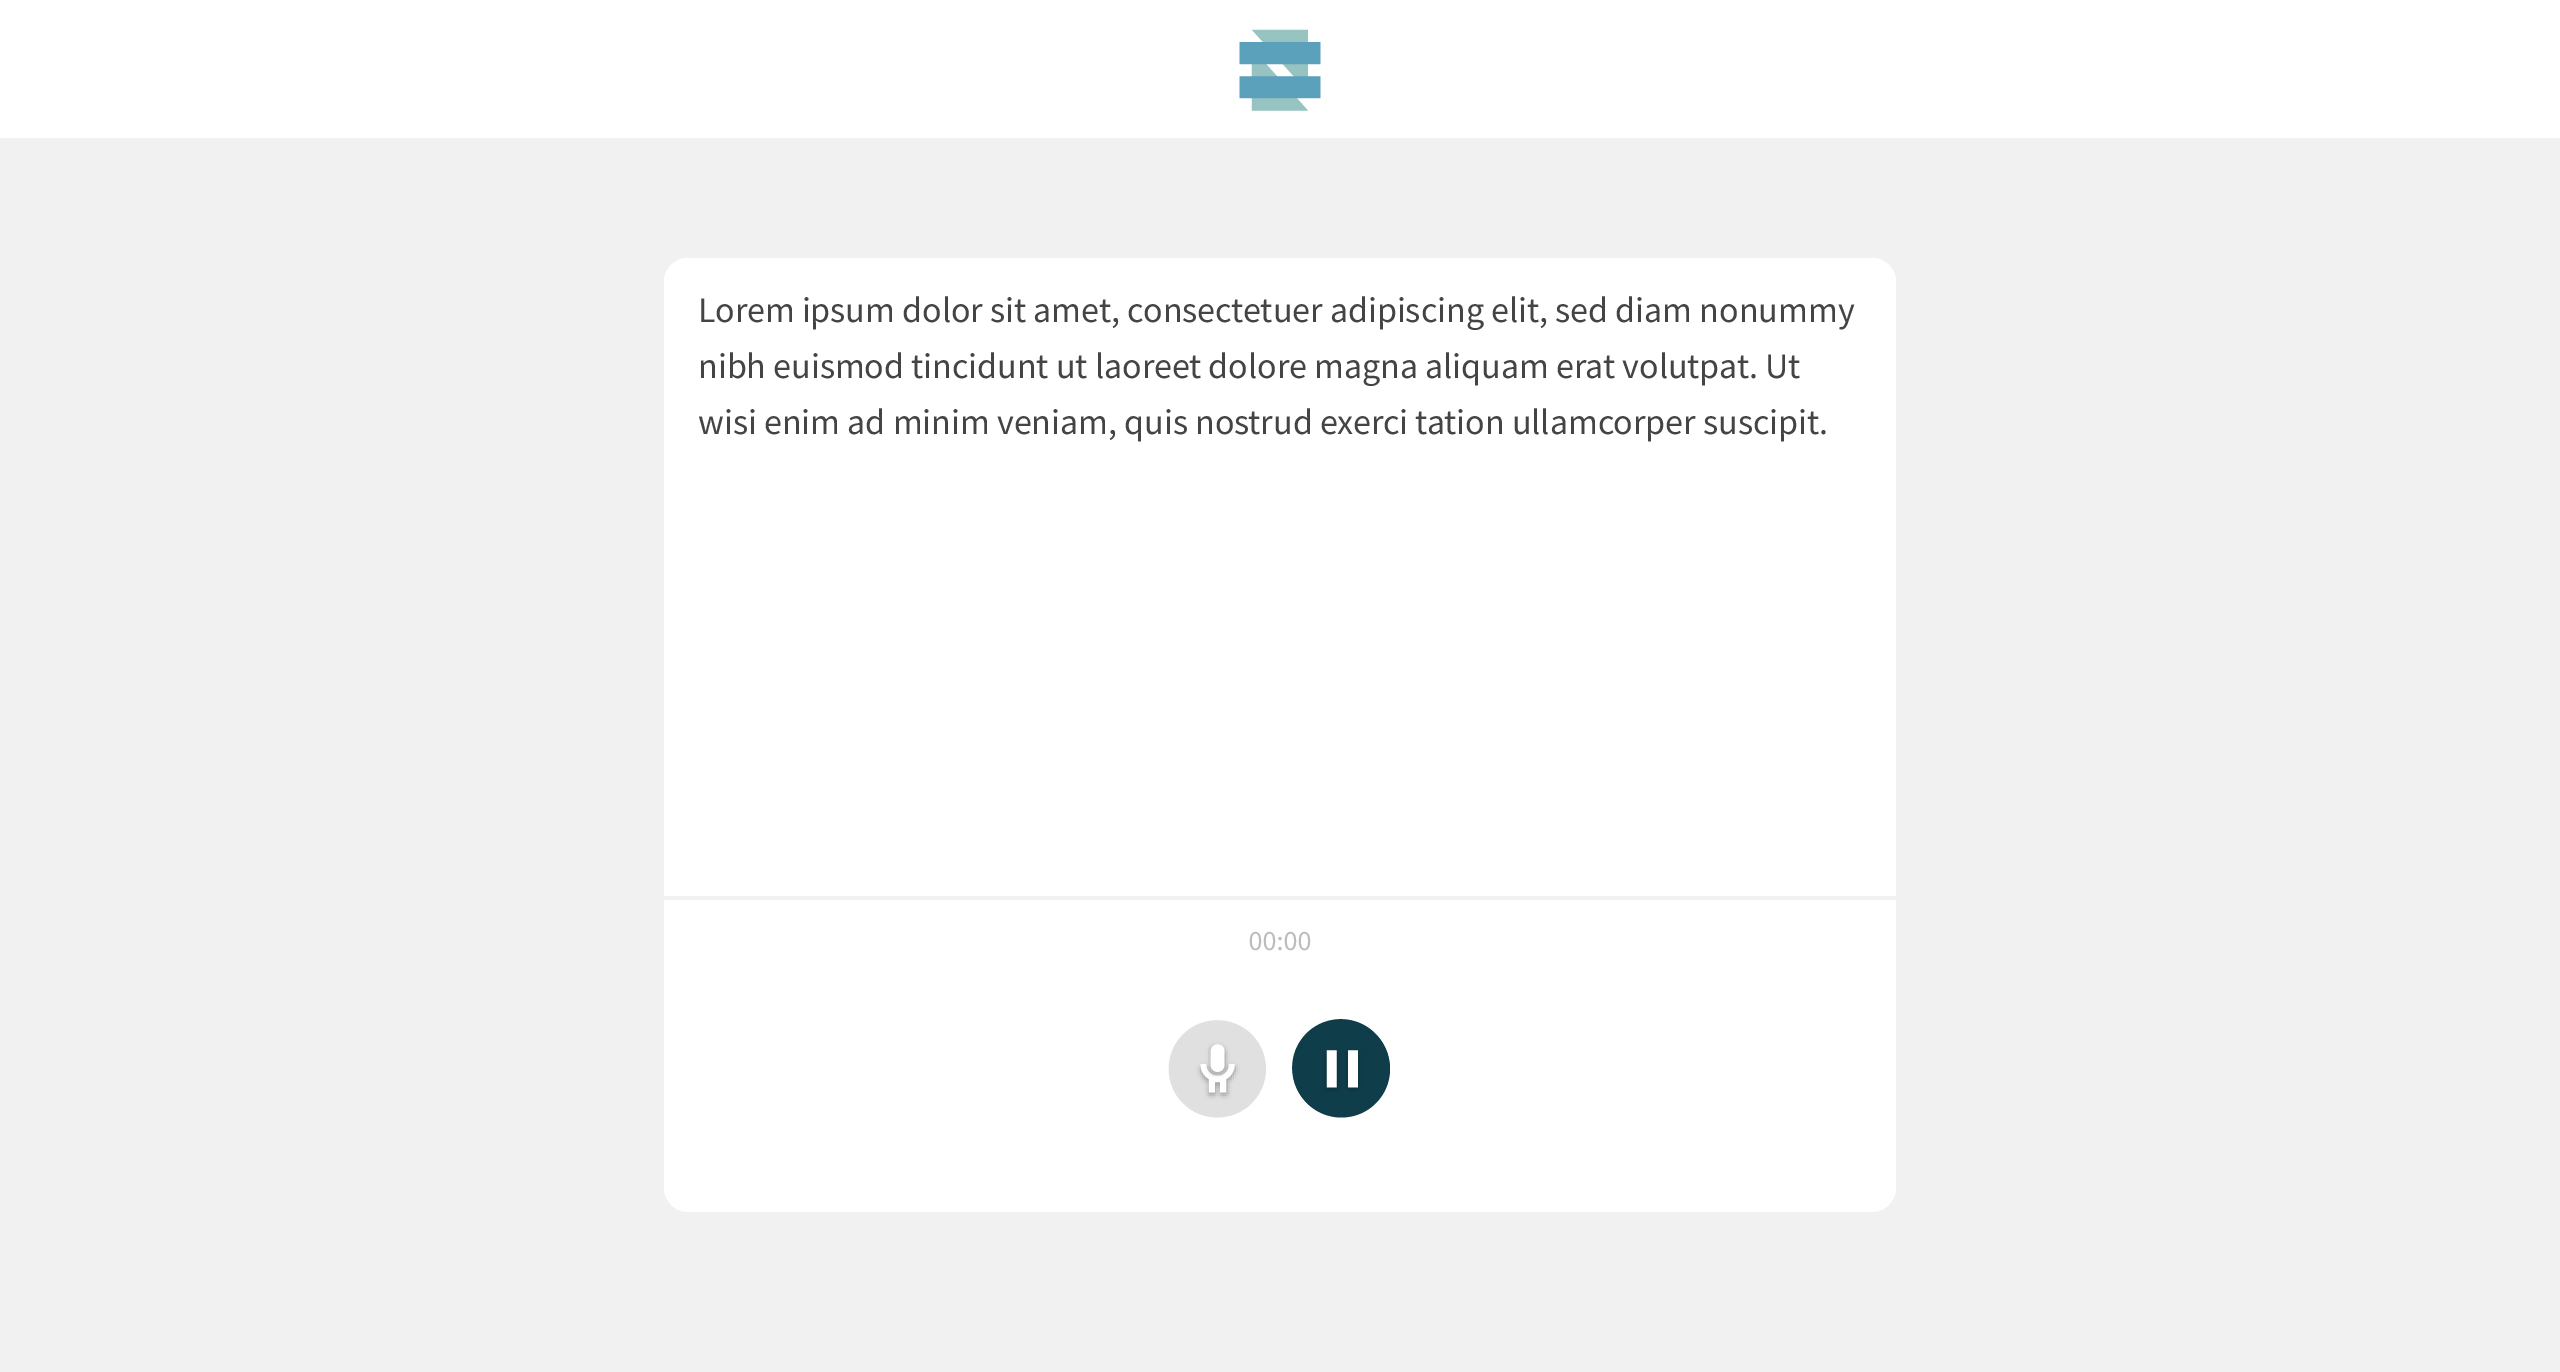 Lorem ipsum dolor sit amet, consectetuer adipiscing elit, sed diam nonummy
nibh euismod tincidunt ut laoreet dolore magna aliquam erat volutpat. Ut
wisi enim ad minim veniam, quis nostrud exerci tation ullamcorper suscipit.
00:00